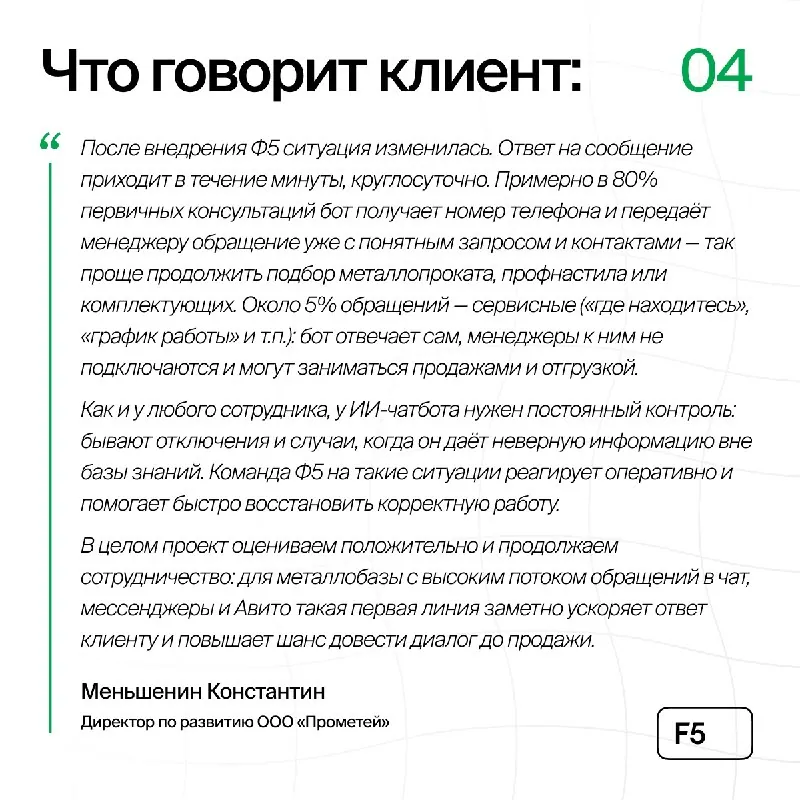 Что говорит клиент:
04
“
После внедрения Ф5 ситуация изменилась. Ответ на сообщение
приходит в течение минуты, круглосуточно. Примерно в 80%
первичных консультаций бот получает номер телефона и передаёт
менеджеру обращение уже с понятным запросом и контактами — так
проще продолжить подбор металлопроката, профнастила или
комплектующих. Около 5% обращений — сервисные («где находитесь»,
«график работы» и т.п.): бот отвечает сам, менеджеры к ним не
подключаются и могут заниматься продажами и отгрузкой.
Как и у любого сотрудника, у ИИ-чатбота нужен постоянный контроль:
бывают отключения и случаи, когда он даёт неверную информацию вне
базы знаний. Команда Ф5 на такие ситуации реагирует оперативно и
помогает быстро восстановить корректную работу.
В целом проект оцениваем положительно и продолжаем
сотрудничество: для металлобазы с высоким потоком обращений в чат,
мессенджеры и Авито такая первая линия заметно ускоряет ответ
клиенту и повышает шанс довести диалог до продажи.
Меньшенин Константин
Директор по развитию ООО «Прометей»
F5